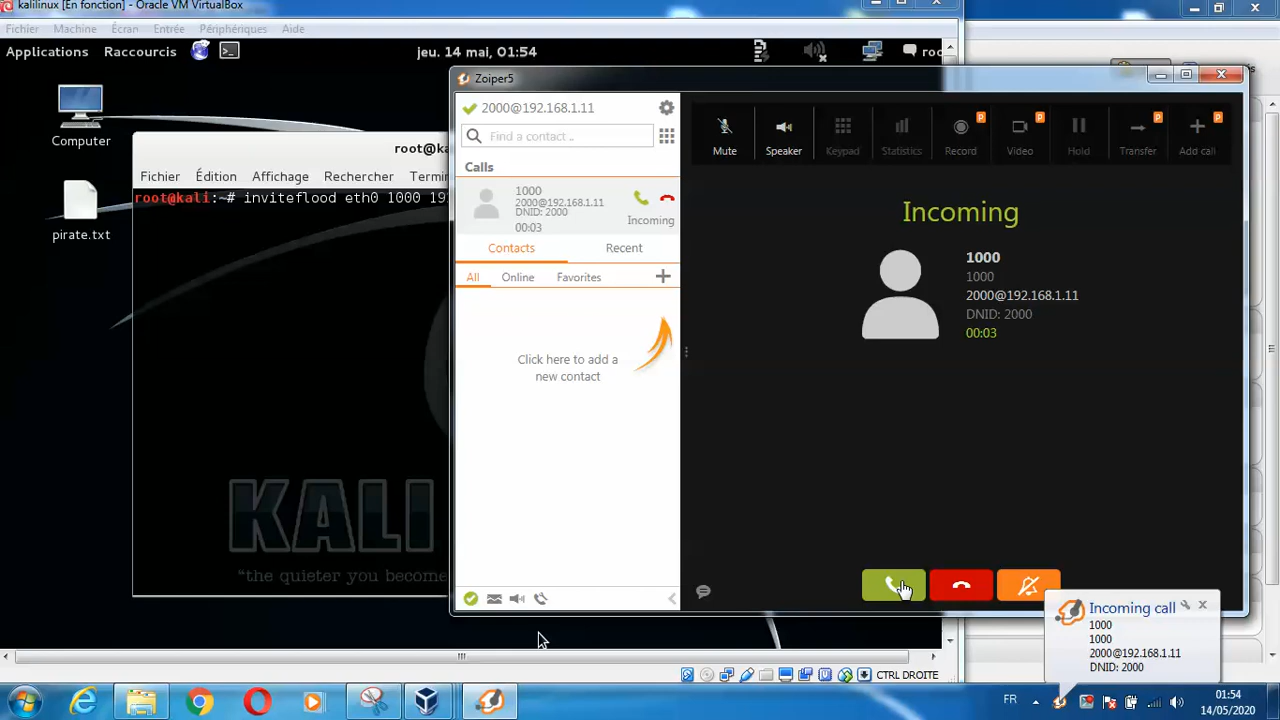 kalilinux [En fonction] - Oracle VM VirtualBox
Fichier Machine Écran Entrée Périphériques Aide
Applications Raccourcis jeu. 14 mai, 01:54
Computer
pirate.txt
root@ka
Fichier Édition Affichage Rechercher Termin
root@kali:~# inviteflood eth0 1000 19
KALI
"the quieter you become
Zoiper5
2000@192.168.1.11
Find a contact ..
Calls
1000
2000@192.168.1.11
DNID: 2000
00:03
Incoming
Contacts Recent
All Online Favorites
Click here to add a
new contact
Mute Speaker Keypad Statistics Record Video Hold Transfer Add call
P P P P
Incoming
1000
1000
2000@192.168.1.11
DNID: 2000
00:03
Incoming call
1000
1000
2000@192.168.1.11
DNID: 2000
CTRL DROITE
FR
01:54
14/05/2020